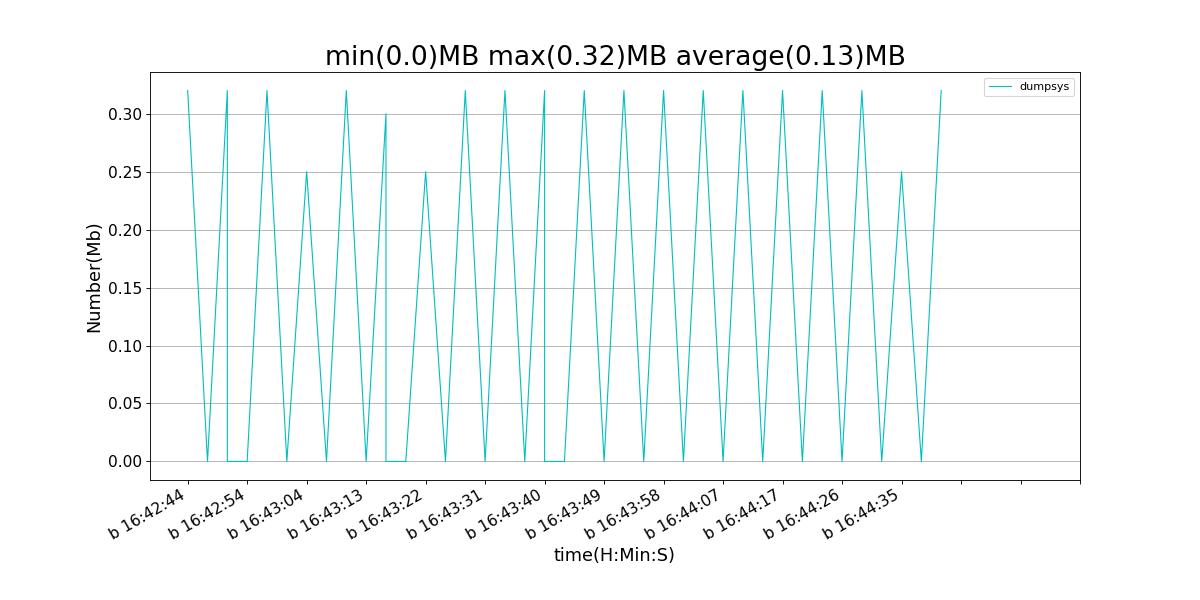 min(0.0)MB max(0.32)MB average(0.13)MB
dumpsys
0.30
0.25
0.20
0.15
0.10
0.05
0.00
Number(Mb)
b 16:42:44
b 16:42:54
b 16:43:04
b 16:43:13
b 16:43:22
b 16:43:31
b 16:43:40
b 16:43:49
b 16:43:58
b 16:44:07
b 16:44:17
b 16:44:26
b 16:44:35
time(H:Min:S)